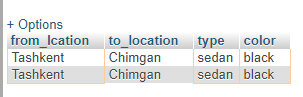 + Options
from_lcation to_location type color
Tashkent Chimgan sedan black
Tashkent Chimgan sedan black